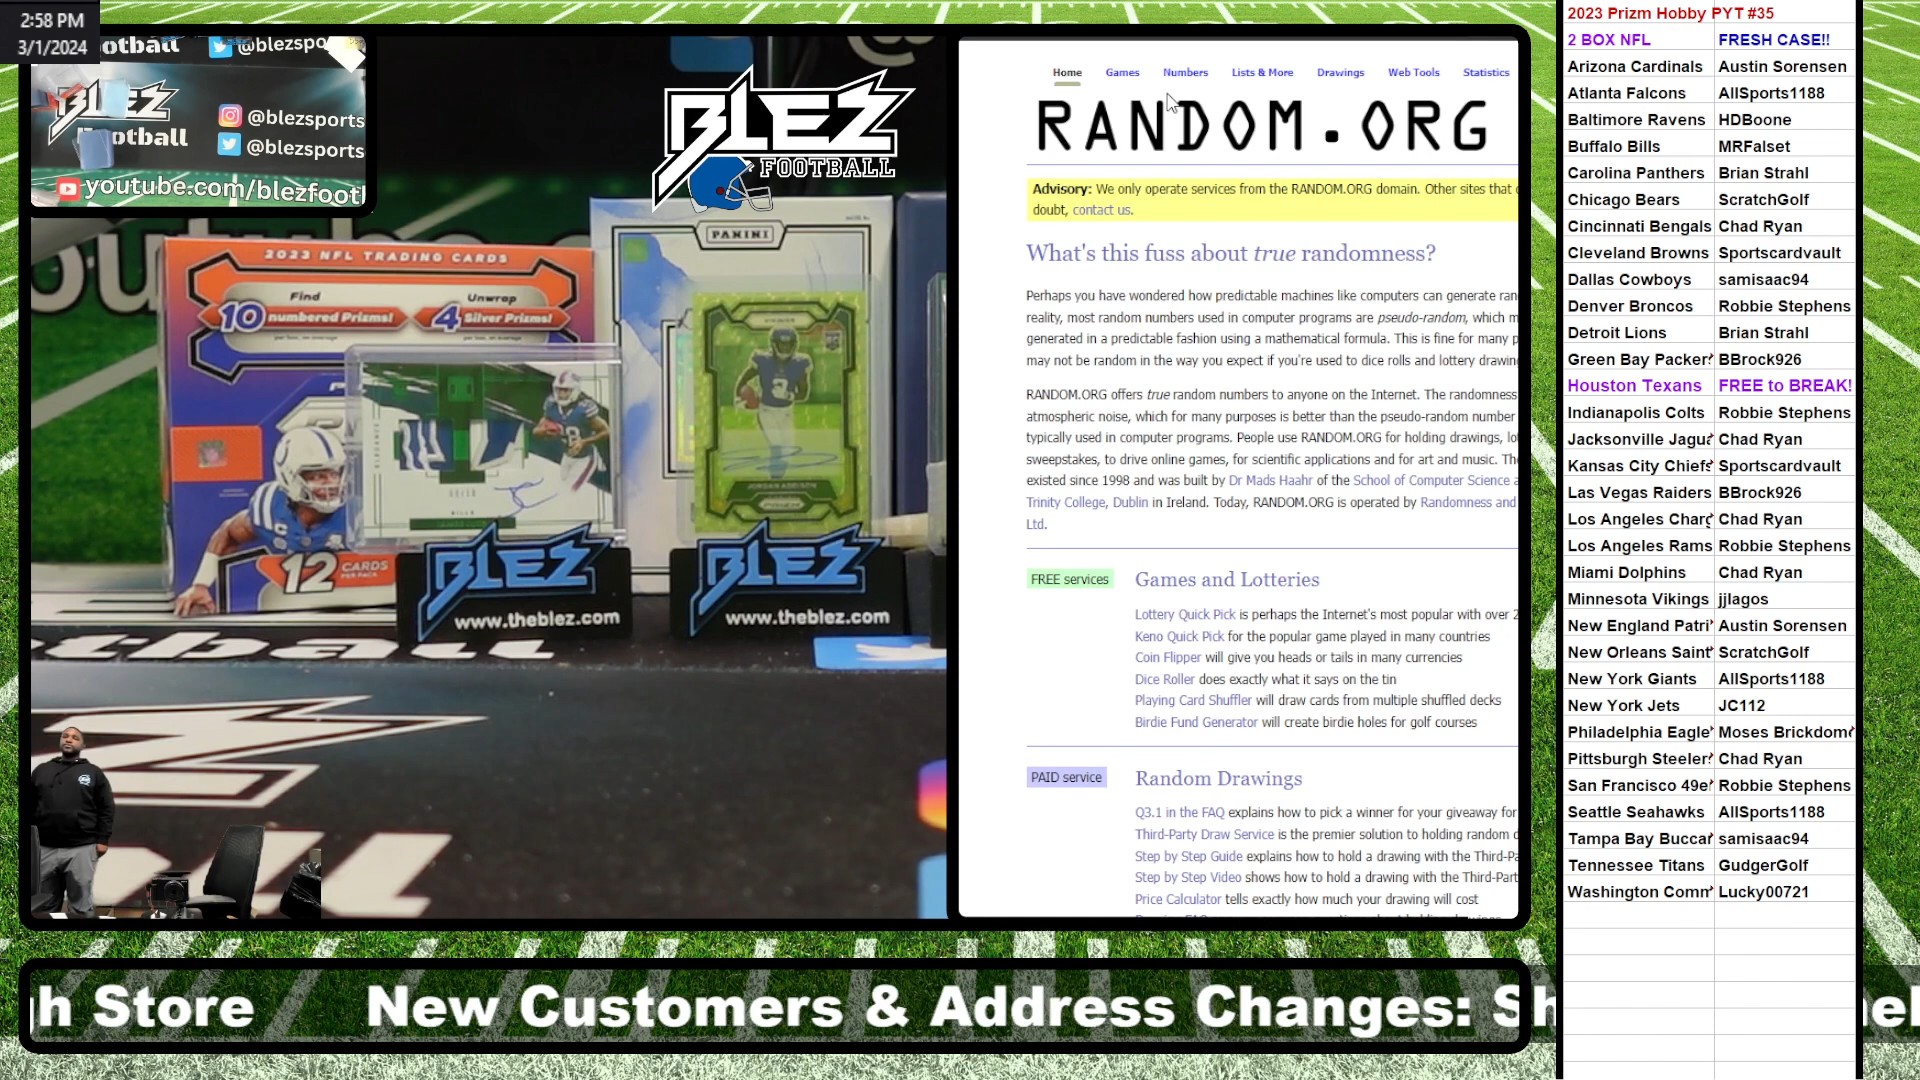 2:58 PM
3/1/2024
otball @blezspo
BLEZ
otball
@blezsports
@blezsports
youtube.com/blezfootl
BLEZ
FOOTBALL
PANINI
2023 NFL TRADING CARDS
Find
10 numbered Prizms!
Unwrap
4 Silver Prizms!
12 CARDS
PER PACK
BLEZ
www.theblez.com
BLEZ
www.theblez.com
Home Games Numbers Lists & More Drawings Web Tools Statistics
RANDOM.ORG
Advisory: We only operate services from the RANDOM.ORG domain. Other sites that
doubt, contact us.
What's this fuss about true randomness?
Perhaps you have wondered how predictable machines like computers can generate ran
reality, most random numbers used in computer programs are pseudo-random, which m
generated in a predictable fashion using a mathematical formula. This is fine for many p
may not be random in the way you expect if you're used to dice rolls and lottery drawin
RANDOM.ORG offers true random numbers to anyone on the Internet. The randomness
atmospheric noise, which for many purposes is better than the pseudo-random number
typically used in computer programs. People use RANDOM.ORG for holding drawings, lot
sweepstakes, to drive online games, for scientific applications and for art and music. The
existed since 1998 and was built by Dr Mads Haahr of the School of Computer Science a
Trinity College, Dublin in Ireland. Today, RANDOM.ORG is operated by Randomness and
Ltd.
FREE services
Games and Lotteries
Lottery Quick Pick is perhaps the Internet's most popular with over 2
Keno Quick Pick for the popular game played in many countries
Coin Flipper will give you heads or tails in many currencies
Dice Roller does exactly what it says on the tin
Playing Card Shuffler will draw cards from multiple shuffled decks
Birdie Fund Generator will create birdie holes for golf courses
PAID service
Random Drawings
Q3.1 in the FAQ explains how to pick a winner for your giveaway for
Third-Party Draw Service is the premier solution to holding random d
Step by Step Guide explains how to hold a drawing with the Third-Pa
Step by Step Video shows how to hold a drawing with the Third-Part
Price Calculator tells exactly how much your drawing will cost
2023 Prizm Hobby PYT #35
2 BOX NFL FRESH CASE!!
Arizona Cardinals Austin Sorensen
Atlanta Falcons AllSports1188
Baltimore Ravens HDBoone
Buffalo Bills MRFalset
Carolina Panthers Brian Strahl
Chicago Bears ScratchGolf
Cincinnati Bengals Chad Ryan
Cleveland Browns Sportscardvault
Dallas Cowboys samisaac94
Denver Broncos Robbie Stephens
Detroit Lions Brian Strahl
Green Bay Packer BBrock926
Houston Texans FREE to BREAK!
Indianapolis Colts Robbie Stephens
Jacksonville Jagua Chad Ryan
Kansas City Chiefs Sportscardvault
Las Vegas Raiders BBrock926
Los Angeles Charg Chad Ryan
Los Angeles Rams Robbie Stephens
Miami Dolphins Chad Ryan
Minnesota Vikings jjlagos
New England Patri Austin Sorensen
New Orleans Saint ScratchGolf
New York Giants AllSports1188
New York Jets JC112
Philadelphia Eagle Moses Brickdom
Pittsburgh Steeler Chad Ryan
San Francisco 49e Robbie Stephens
Seattle Seahawks AllSports1188
Tampa Bay Buccan samisaac94
Tennessee Titans GudgerGolf
Washington Comm Lucky00721
gh Store New Customers & Address Changes: Sh